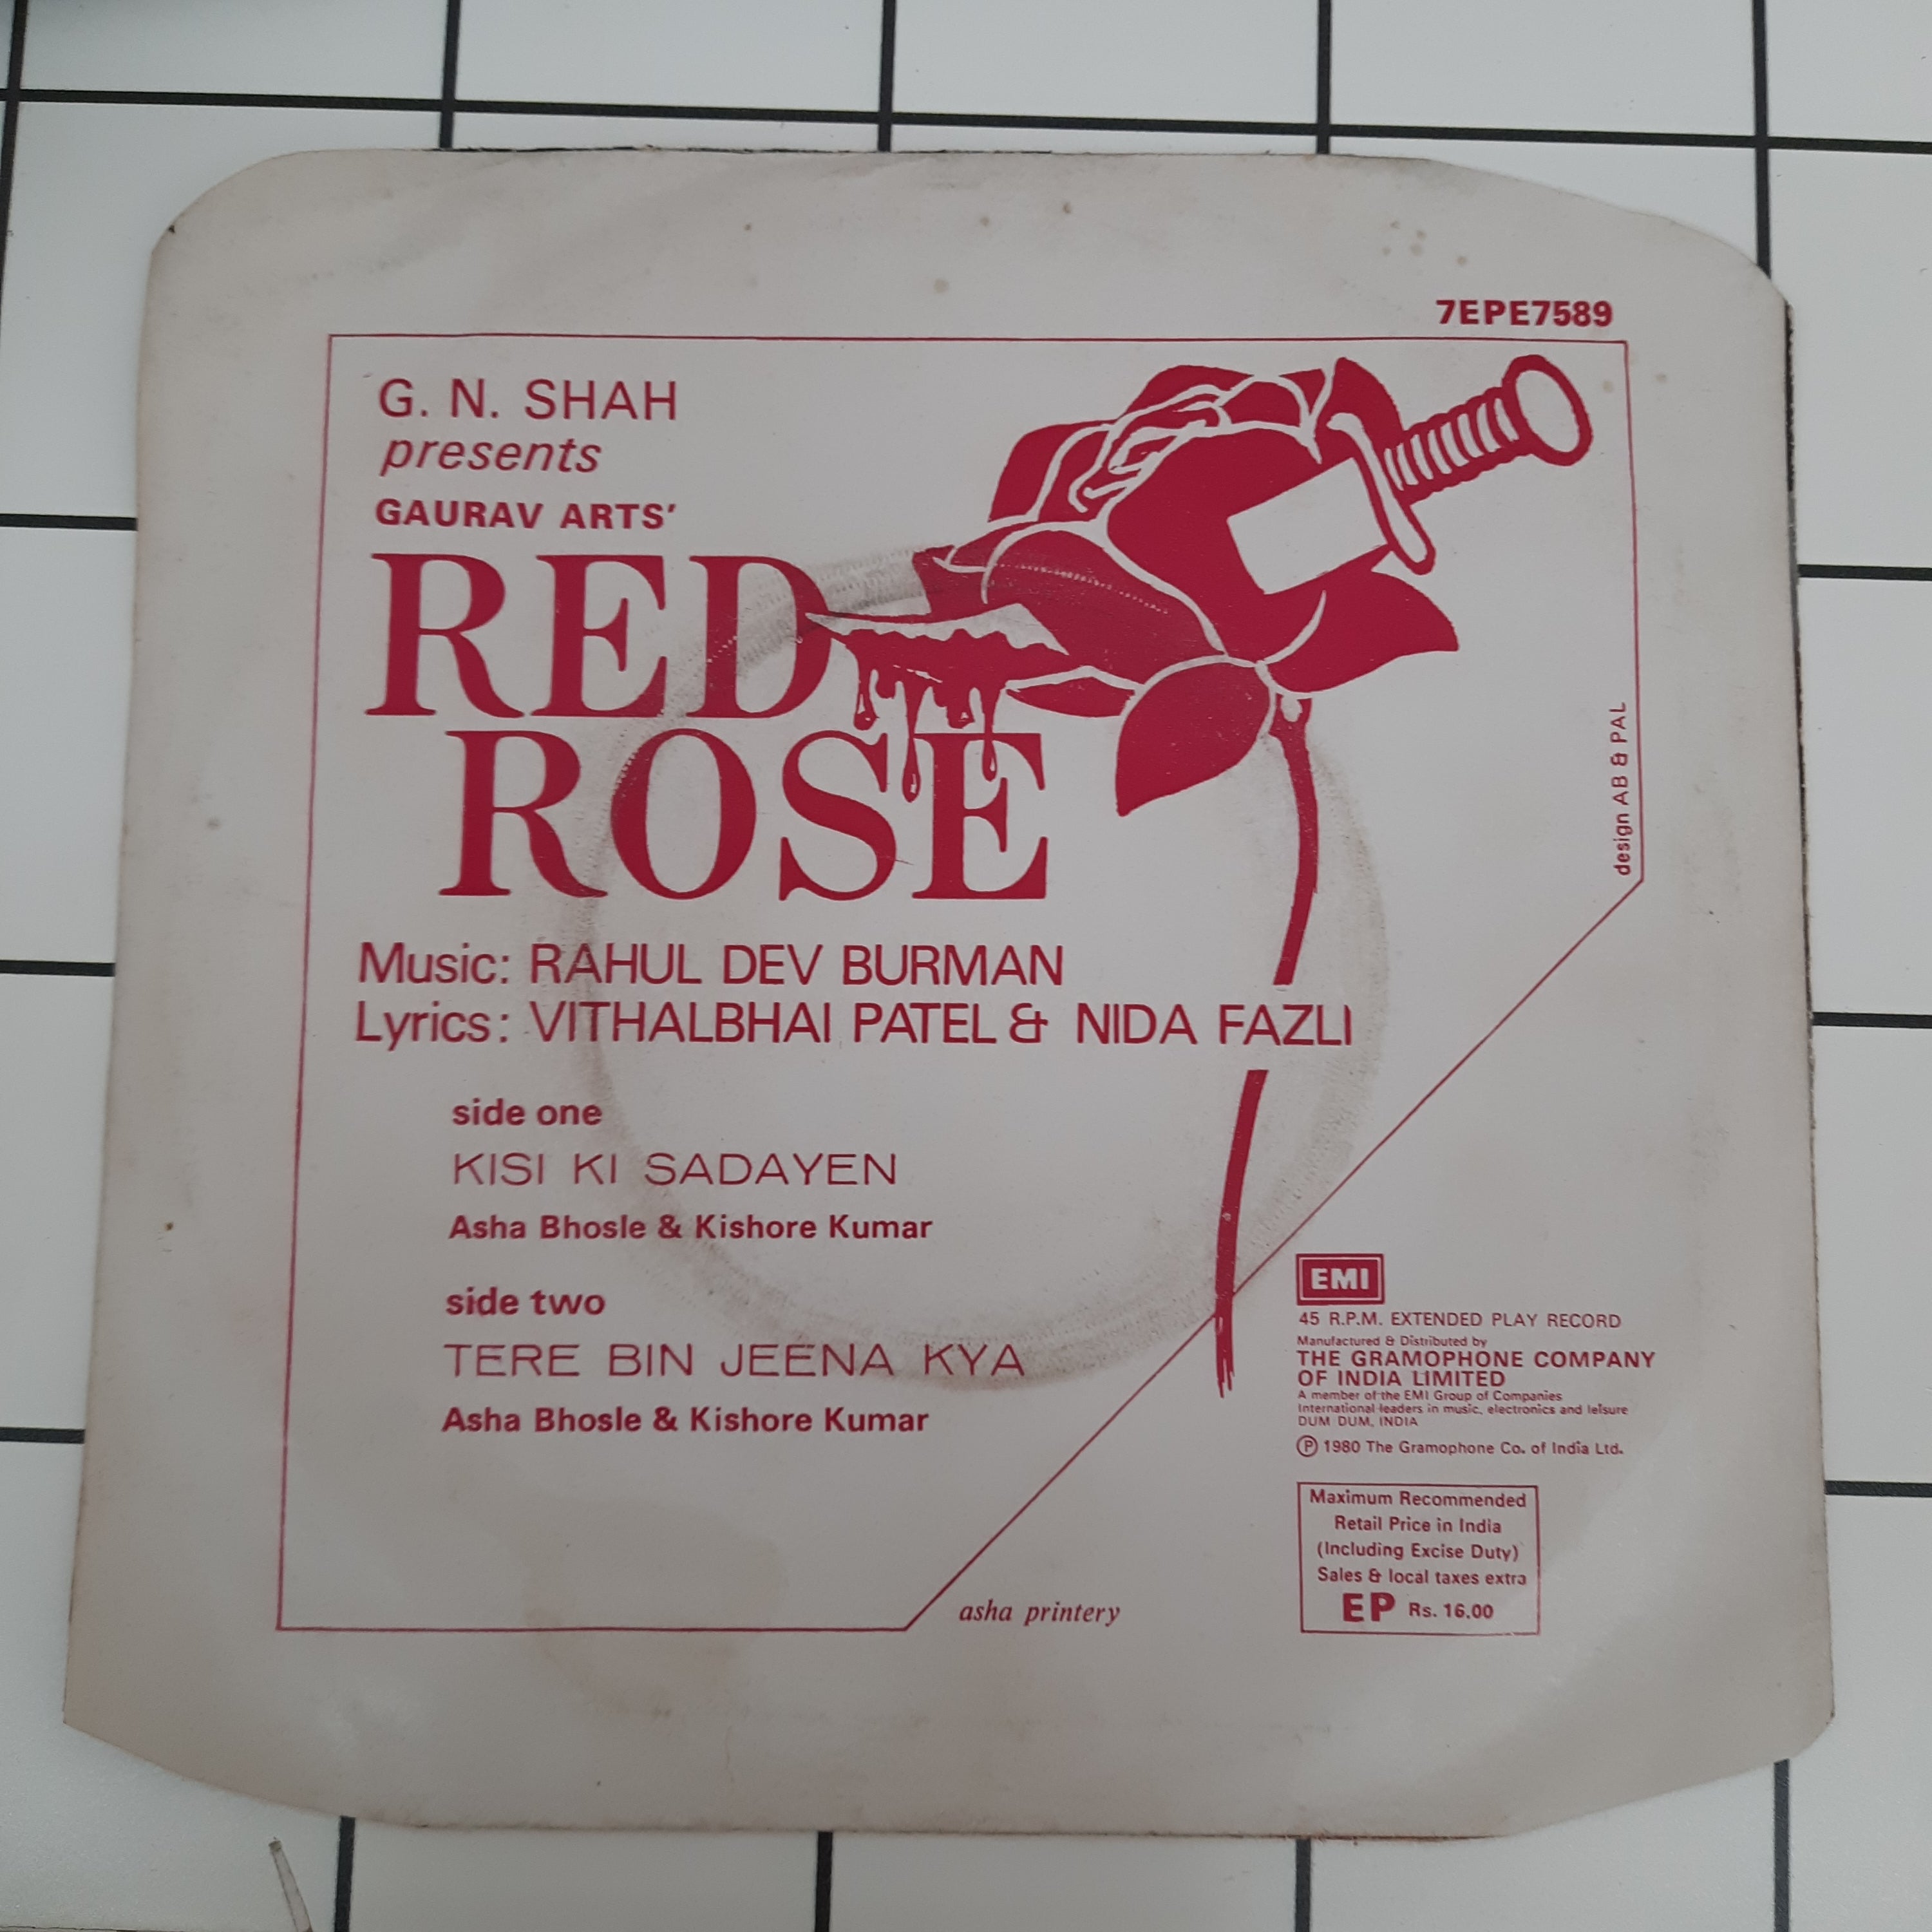 7EPE7589
G. N. SHAH
presents
GAURAV ARTS'
RED
ROSE
design AB & PAL
Music: RAHUL DEV BURMAN
Lyrics: VITHALBHAI PATEL & NIDA FAZLI
side one
KISI KI SADAYEN
Asha Bhosle & Kishore Kumar
side two
TERE BIN JEENA KYA
Asha Bhosle & Kishore Kumar
EMI
45 R.P.M. EXTENDED PLAY RECORD
Manufactured & Distributed by
THE GRAMOPHONE COMPANY
OF INDIA LIMITED
A member of the EMI Group of Companies
International leaders in music, electronics and leisure
DUM DUM, INDIA
Ⓟ 1980 The Gramophone Co. of India Ltd.
Maximum Recommended
Retail Price in India
(Including Excise Duty)
Sales & local taxes extra
EP Rs. 16.00
asha printery